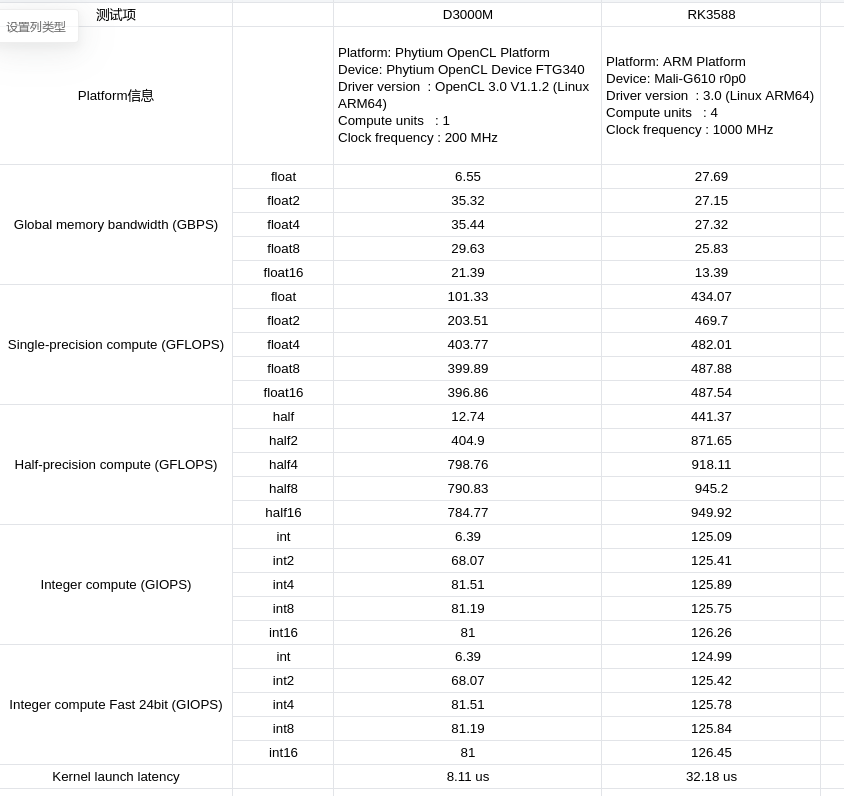 测试项 D3000M RK3588
设置列类型
Platform信息
Platform: Phytium OpenCL Platform
Device: Phytium OpenCL Device FTG340
Driver version  : OpenCL 3.0 V1.1.2 (Linux
ARM64)
Compute units   : 1
Clock frequency : 200 MHz
Platform: ARM Platform
Device: Mali-G610 r0p0
Driver version  : 3.0 (Linux ARM64)
Compute units   : 4
Clock frequency : 1000 MHz
Global memory bandwidth (GBPS)
float 6.55 27.69
float2 35.32 27.15
float4 35.44 27.32
float8 29.63 25.83
float16 21.39 13.39
Single-precision compute (GFLOPS)
float 101.33 434.07
float2 203.51 469.7
float4 403.77 482.01
float8 399.89 487.88
float16 396.86 487.54
Half-precision compute (GFLOPS)
half 12.74 441.37
half2 404.9 871.65
half4 798.76 918.11
half8 790.83 945.2
half16 784.77 949.92
Integer compute (GIOPS)
int 6.39 125.09
int2 68.07 125.41
int4 81.51 125.89
int8 81.19 125.75
int16 81 126.26
Integer compute Fast 24bit (GIOPS)
int 6.39 124.99
int2 68.07 125.42
int4 81.51 125.78
int8 81.19 125.84
int16 81 126.45
Kernel launch latency 8.11 us 32.18 us